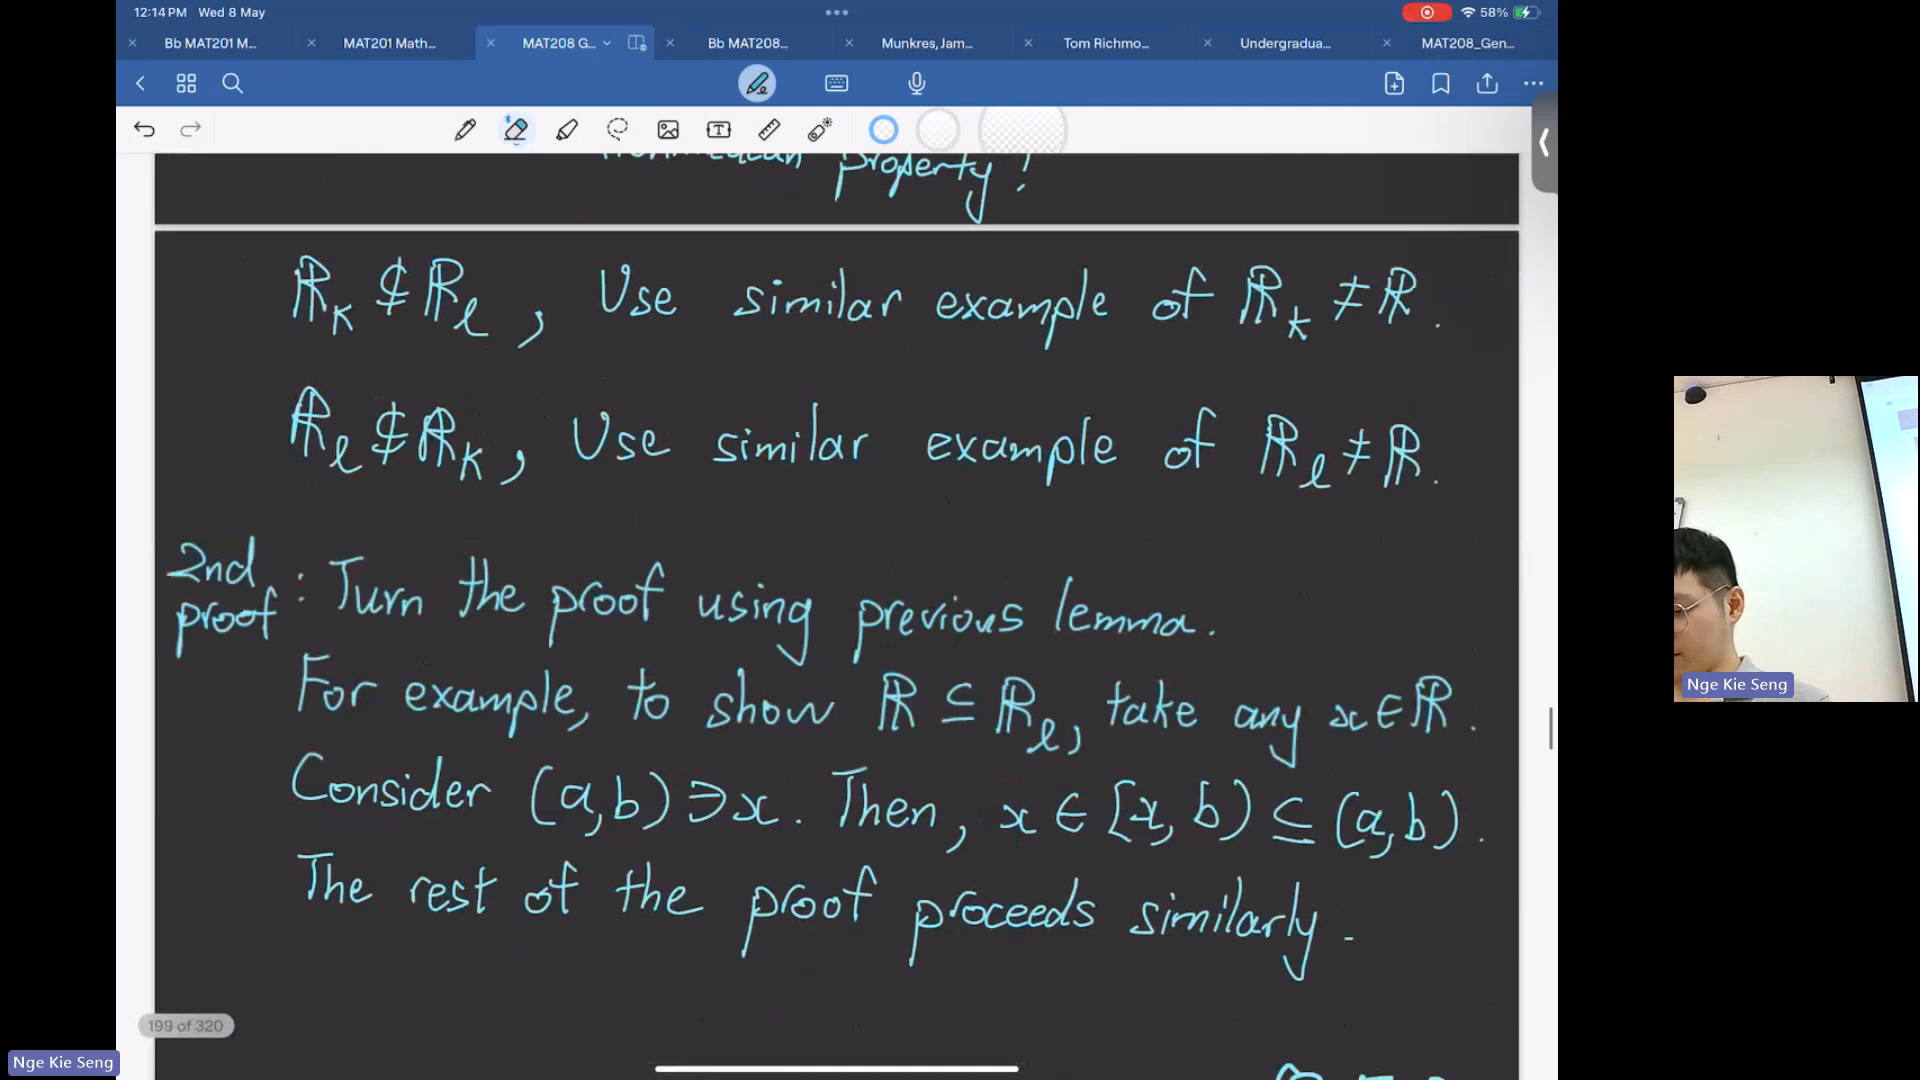 12:14 PM Wed 8 May
58%
Bb MAT201 M...
MAT201 Math...
MAT208 G...
Bb MAT208...
Munkres, Jam...
Tom Richmo...
Undergradua...
MAT208_Gen...
property!
ℝ_K ⊄ ℝ_ℓ, Use similar example of ℝ_K ≠ ℝ.
ℝ_ℓ ⊄ ℝ_K, Use similar example of ℝ_ℓ ≠ ℝ.
2nd proof: Turn the proof using previous lemma.
For example, to show ℝ ⊆ ℝ_ℓ, take any x ∈ ℝ.
Consider (a,b) ∋ x. Then, x ∈ [x, b) ⊆ (a,b).
The rest of the proof proceeds similarly.
199 of 320
Nge Kie Seng
Nge Kie Seng